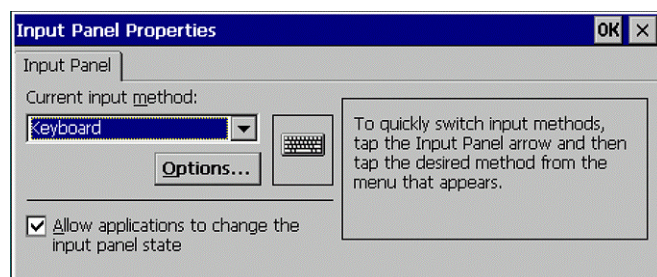 Input Panel Properties OK ×
Input Panel
Current input method:
Keyboard
Options...
To quickly switch input methods,
tap the Input Panel arrow and then
tap the desired method from the
menu that appears.
Allow applications to change the
input panel state